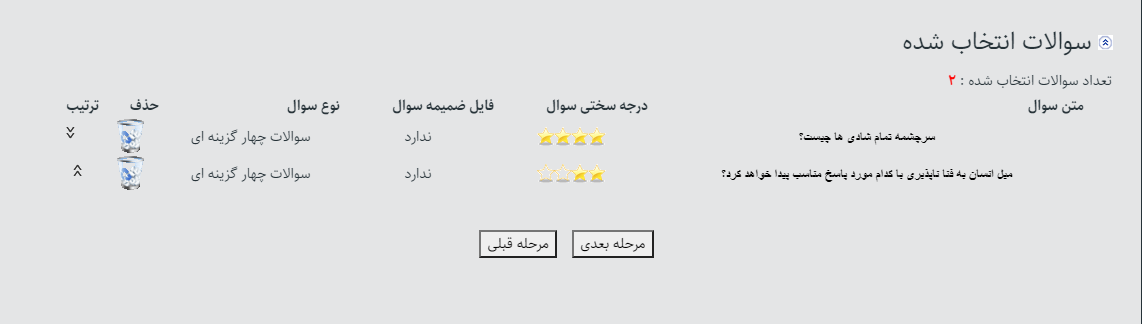 سوالات انتخاب شده
تعداد سوالات انتخاب شده : ۲
متن سوال درجه سختی سوال فایل ضمیمه سوال نوع سوال حذف ترتیب
سرچشمه تمام شادی ها چیست؟ ندارد سوالات چهار گزینه ای
میل انسان به فنا ناپذیری با کدام مورد پاسخ مناسب پیدا خواهد کرد؟ ندارد سوالات چهار گزینه ای
مرحله بعدی مرحله قبلی